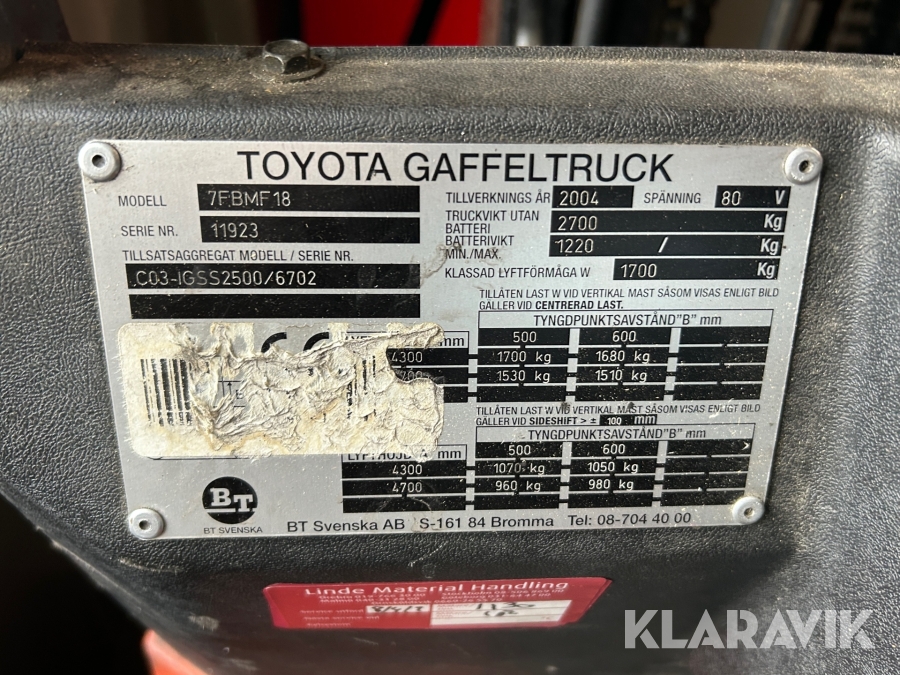 TOYOTA GAFFELTRUCK
MODELL 7FBMF18
SERIE NR. 11923
TILLSATSAGGREGAT MODELL / SERIE NR.
C03-IGSS2500/6702
TILLVERKNINGS ÅR 2004 SPÄNNING 80 V
TRUCKVIKT UTAN BATTERI 2700 Kg
BATTERIVIKT MIN./MAX. 1220 / Kg
KLASSAD LYFTFÖRMÅGA W 1700 Kg
TILLÅTEN LAST W VID VERTIKAL MAST SÅSOM VISAS ENLIGT BILD
GÄLLER VID CENTRERAD LAST.
TYNGDPUNKTSAVSTÅND"B" mm
mm 500 600
4300 1700 kg 1680 kg
1530 kg 1510 kg
TILLÅTEN LAST W VID VERTIKAL MAST SÅSOM VISAS ENLIGT BILD
GÄLLER VID SIDESHIFT > ± 100 mm
TYNGDPUNKTSAVSTÅND"B" mm
mm 500 600
4300 1070 kg 1050 kg
4700 960 kg 980 kg
BT
BT SVENSKA
BT Svenska AB S-161 84 Bromma Tel: 08-704 40 00
Linde Material Handling
KLARAVIK